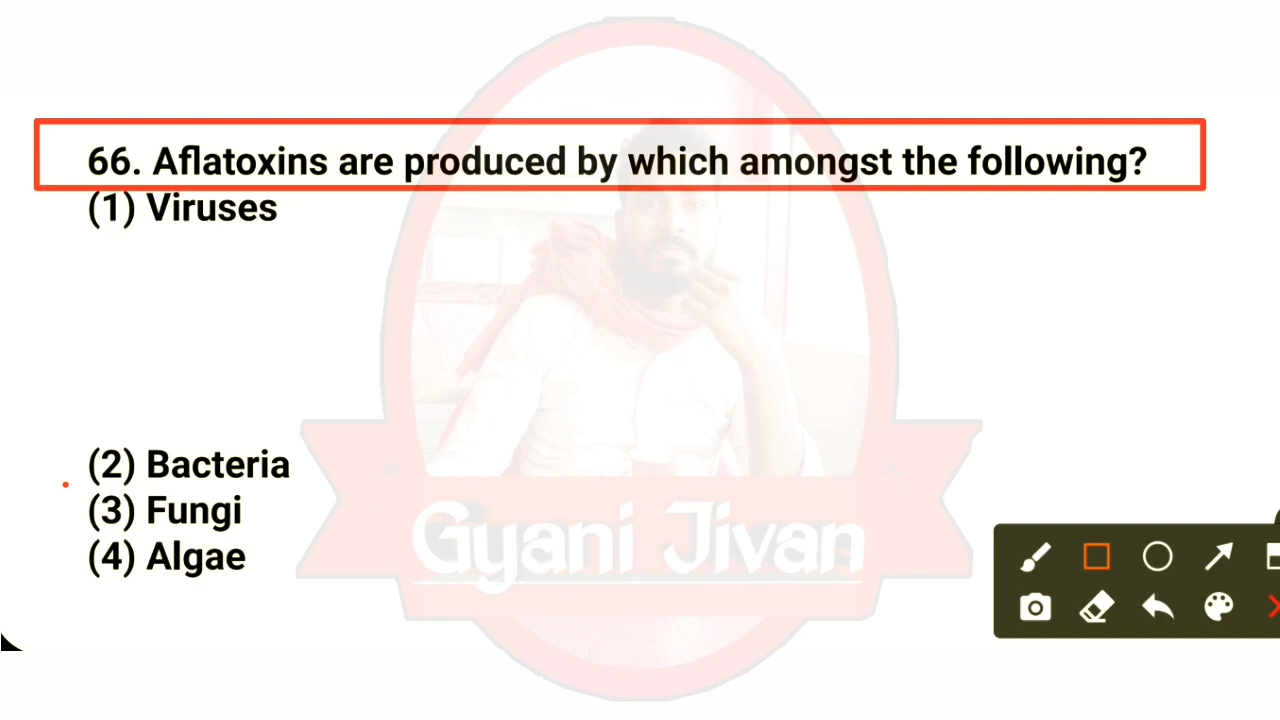 66. Aflatoxins are produced by which amongst the following?
(1) Viruses
(2) Bacteria
(3) Fungi
(4) Algae
Gyani Jivan